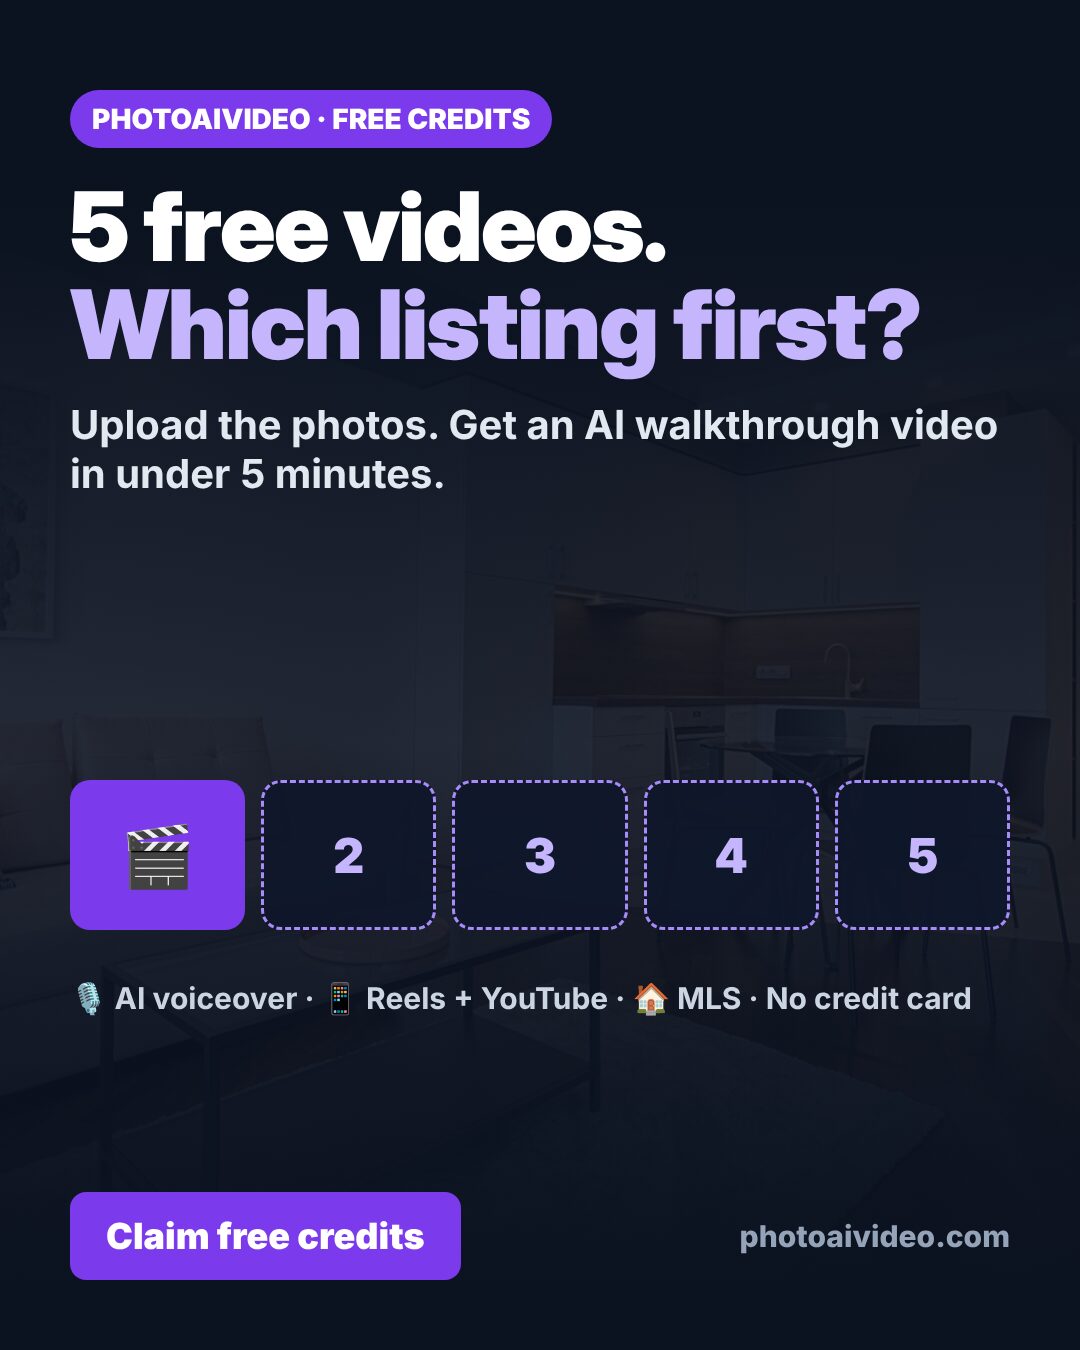 PHOTOAIVIDEO · FREE CREDITS
5 free videos.
Which listing first?
Upload the photos. Get an AI walkthrough video
in under 5 minutes.
2 3 4 5
🎙️ AI voiceover · 📱 Reels + YouTube · 🏠 MLS · No credit card
Claim free credits
photoaivideo.com